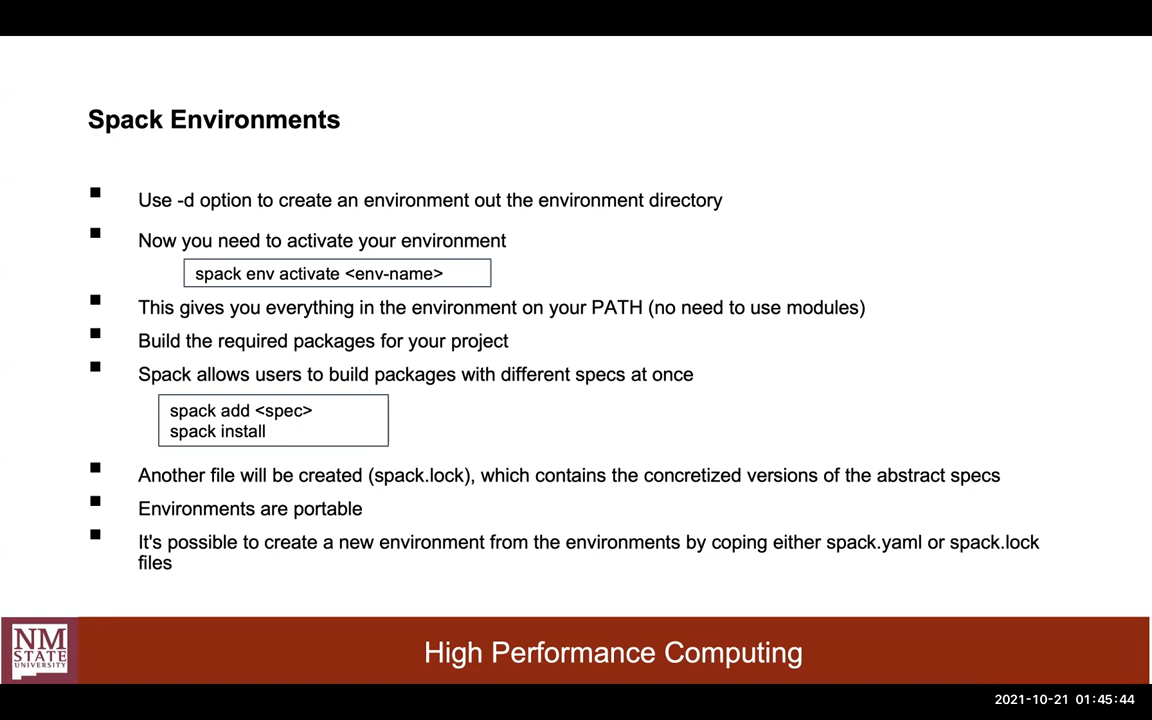 Spack Environments
Use -d option to create an environment out the environment directory
Now you need to activate your environment
spack env activate <env-name>
This gives you everything in the environment on your PATH (no need to use modules)
Build the required packages for your project
Spack allows users to build packages with different specs at once
spack add <spec>
spack install
Another file will be created (spack.lock), which contains the concretized versions of the abstract specs
Environments are portable
It's possible to create a new environment from the environments by coping either spack.yaml or spack.lock
files
NM
STATE
UNIVERSITY
High Performance Computing
2021-10-21 01:45:44